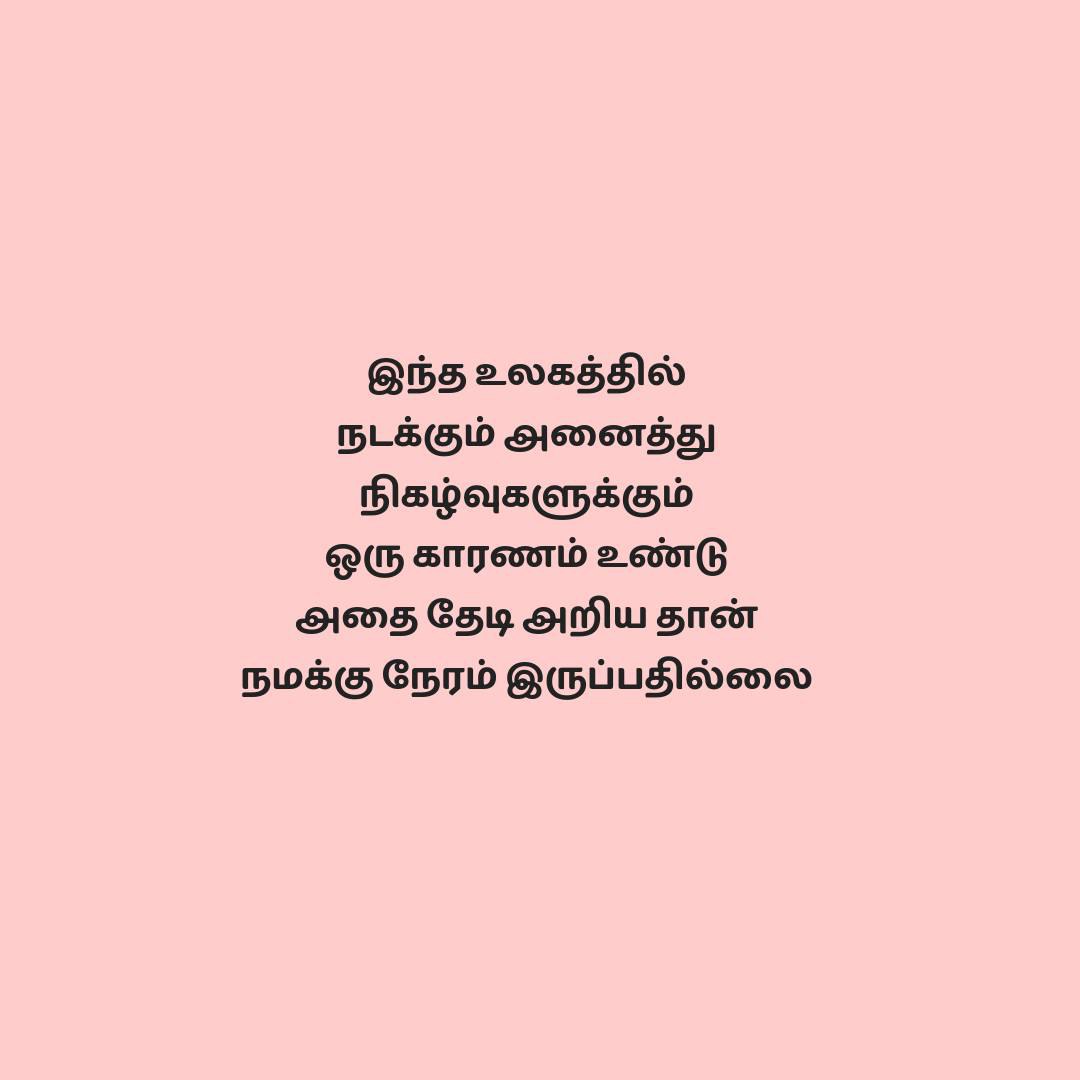 இந்த உலகத்தில்
நடக்கும் அனைத்து
நிகழ்வுகளுக்கும்
ஒரு காரணம் உண்டு
அதை தேடி அறிய தான்
நமக்கு நேரம் இருப்பதில்லை